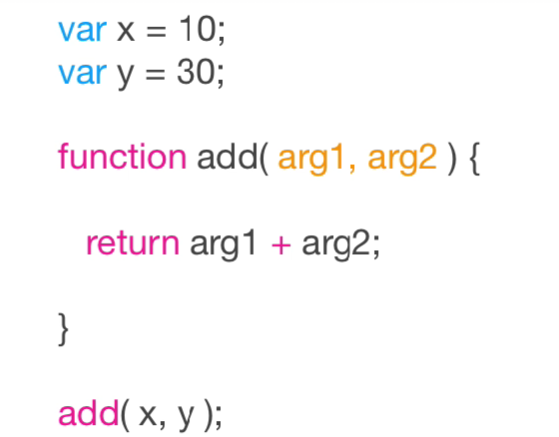 var x = 10;
var y = 30;
function add( arg1, arg2 ) {
return arg1 + arg2;
}
add( x, y );